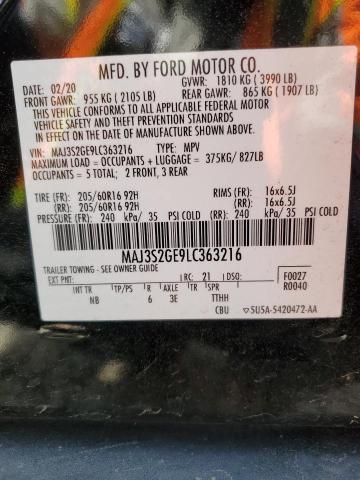 MFD. BY FORD MOTOR CO.
02/20 GVWR: 1810 KG ( 3990 LB)
FRONT GAWR: 955 KG ( 2105 LB) REAR GAWR: 865 KG ( 1907 LB)
THIS VEHICLE CONFORMS TO ALL APPLICABLE FEDERAL MOTOR
VEHICLE SAFETY AND THEFT PREVENTION STANDARDS IN
EFFECT ON THE DATE OF MANUFACTURE SHOWN ABOVE.
VIN: MAJ3S2GE9LC363216 TYPE: MPV
MAXIMUM LOAD = OCCUPANTS + LUGGAGE = 375KG/ 827LB
OCCUPANTS = 5 TOTAL; 2 FRONT, 3 REAR
TIRE (FR): 205/60R16 92H RIMS (FR): 16x6.5J
(RR): 205/60R16 92H (RR): 16x6.5J
PRESSURE (FR): 240 kPa/ 35 PSI COLD (RR): 240 kPa/ 35 PSI COLD
MAJ3S2GE9LC363216
TRAILER TOWING - SEE OWNER GUIDE
EXT PNT: RC: 21 DSO: F0027
INT TR TP/PS R AXLE TR SPR R0040
NB 6 3E TTHH
CBU 5U5A-5420472-AA